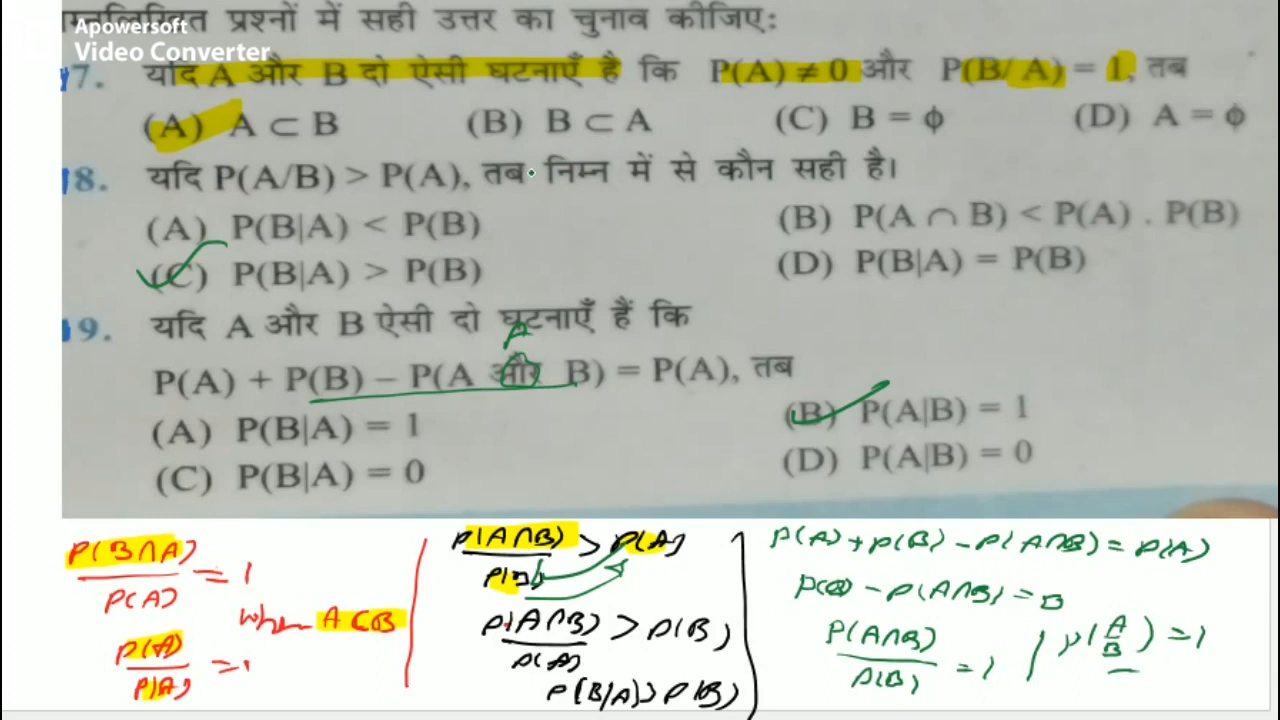 प्रश्नों में सही उत्तर का चुनाव कीजिए:
Apowersoft
Video Converter
17. यदि A और B दो ऐसी घटनाएँ है कि P(A) ≠ 0 और P(B/ A) = 1, तब
(A) A ⊂ B (B) B ⊂ A (C) B = ϕ (D) A = ϕ
18. यदि P(A/B) > P(A), तब निम्न में से कौन सही है।
(A) P(B|A) < P(B) (B) P(A ∩ B) < P(A) . P(B)
(C) P(B|A) > P(B) (D) P(B|A) = P(B)
19. यदि A और B ऐसी दो घटनाएँ हैं कि
P(A) + P(B) – P(A और B) = P(A), तब
(A) P(B|A) = 1 (B) P(A|B) = 1
(C) P(B|A) = 0 (D) P(A|B) = 0
P(B∩A)
P(A)
= 1
when A⊂B
P(A)
P(A)
= 1
P(A∩B) > P(A)
P(B)
P(A∩B) > P(B)
P(A)
P(B/A) > P(B)
P(A) + P(B) - P(A∩B) = P(A)
P(B) - P(A∩B) = 0
P(A∩B)
P(B)
= 1
P(A/B) = 1